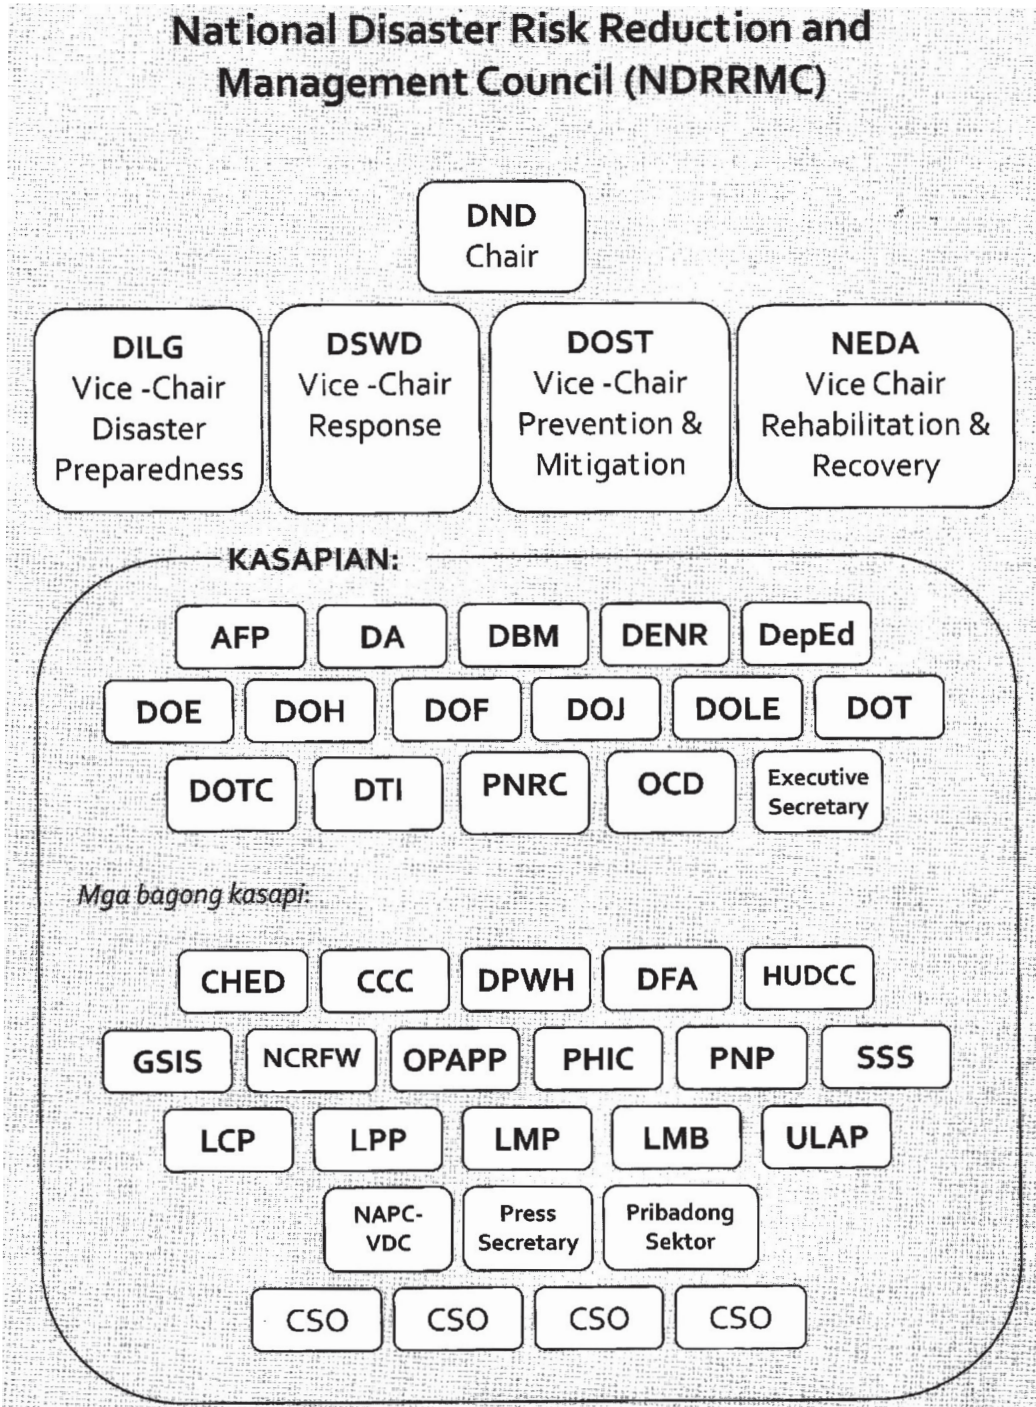 National Disaster Risk Reduction and
Management Council (NDRRMC)
DND
Chair
DILG
Vice -Chair
Disaster
Preparedness
DSWD
Vice -Chair
Response
DOST
Vice -Chair
Prevention &
Mitigation
NEDA
Vice Chair
Rehabilitation &
Recovery
KASAPIAN:
AFP
DA
DBM
DENR
DepEd
DOE
DOH
DOF
DOJ
DOLE
DOT
DOTC
DTI
PNRC
OCD
Executive
Secretary
Mga bagong kasapi:
CHED
CCC
DPWH
DFA
HUDCC
GSIS
NCRFW
OPAPP
PHIC
PNP
SSS
LCP
LPP
LMP
LMB
ULAP
NAPC-
VDC
Press
Secretary
Pribadong
Sektor
CSO
CSO
CSO
CSO